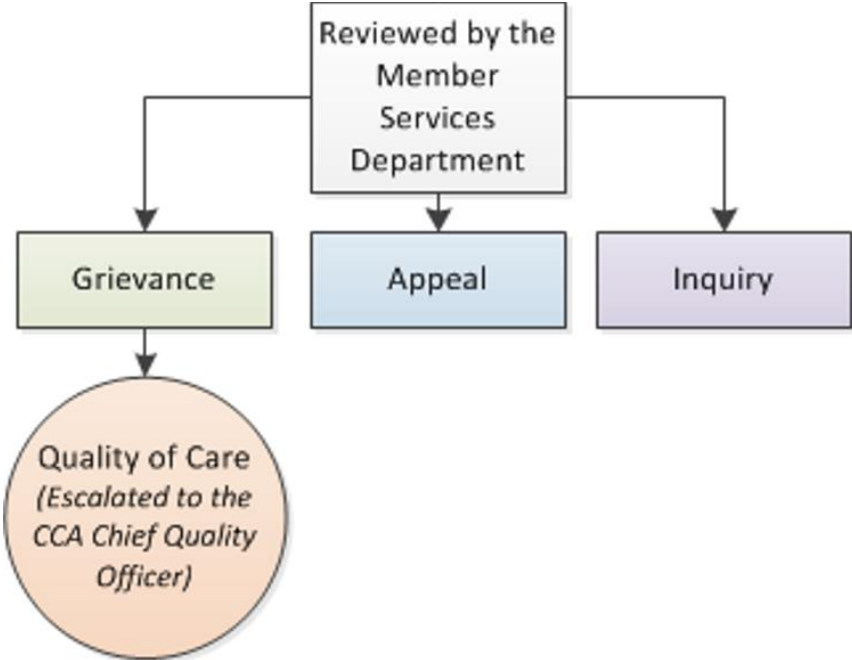 Reviewed by the
Member
Services
Department
Grievance
Appeal
Inquiry
Quality of Care
(Escalated to the
CCA Chief Quality
Officer)